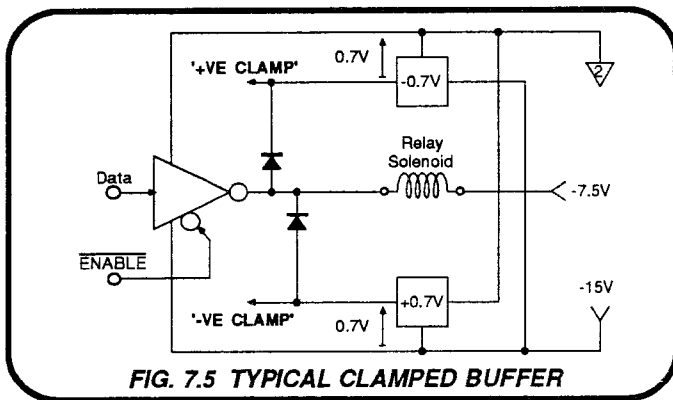 0.7V
-0.7V
2
'+VE CLAMP'
Relay
Solenoid
Data
-7.5V
ENABLE
'-VE CLAMP'
0.7V
+0.7V
-15V
FIG. 7.5 TYPICAL CLAMPED BUFFER